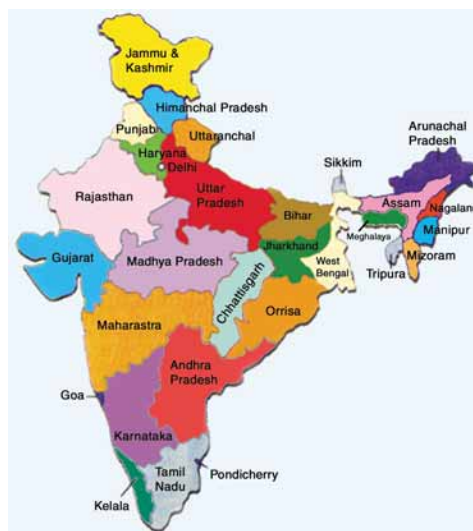 Jammu &
Kashmir
Himanchal Pradesh
Punjab
Uttaranchal
Haryana
Delhi
Arunachal
Pradesh
Sikkim
Rajasthan
Uttar
Pradesh
Assam
Nagaland
Bihar
Meghalaya
Manipur
Gujarat
Madhya Pradesh
Jharkhand
West
Bengal
Tripura
Mizoram
Chhattisgarh
Orrisa
Maharastra
Andhra
Pradesh
Goa
Karnataka
Tamil
Nadu
Pondicherry
Kelala